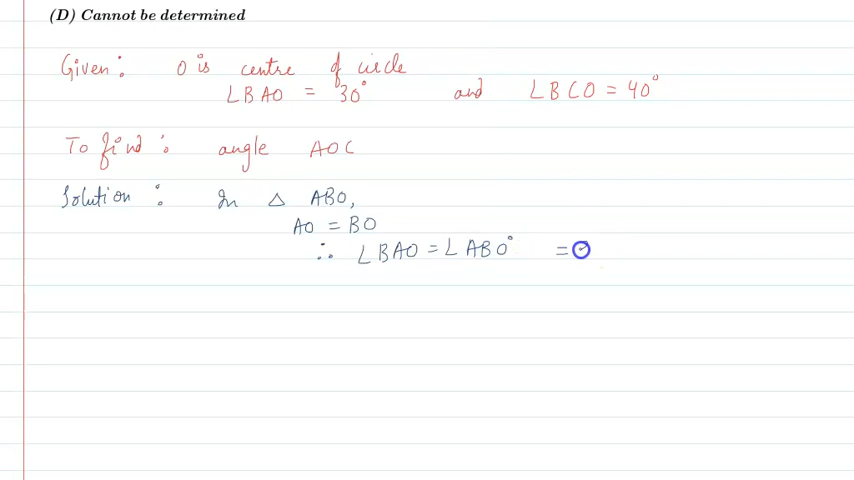 (D) Cannot be determined
Given : O is centre of circle
∠BAO = 30° and ∠BCO = 40°
To find : angle AOC
Solution : In △ ABO,
AO = BO
∴ ∠BAO = ∠ABO° =